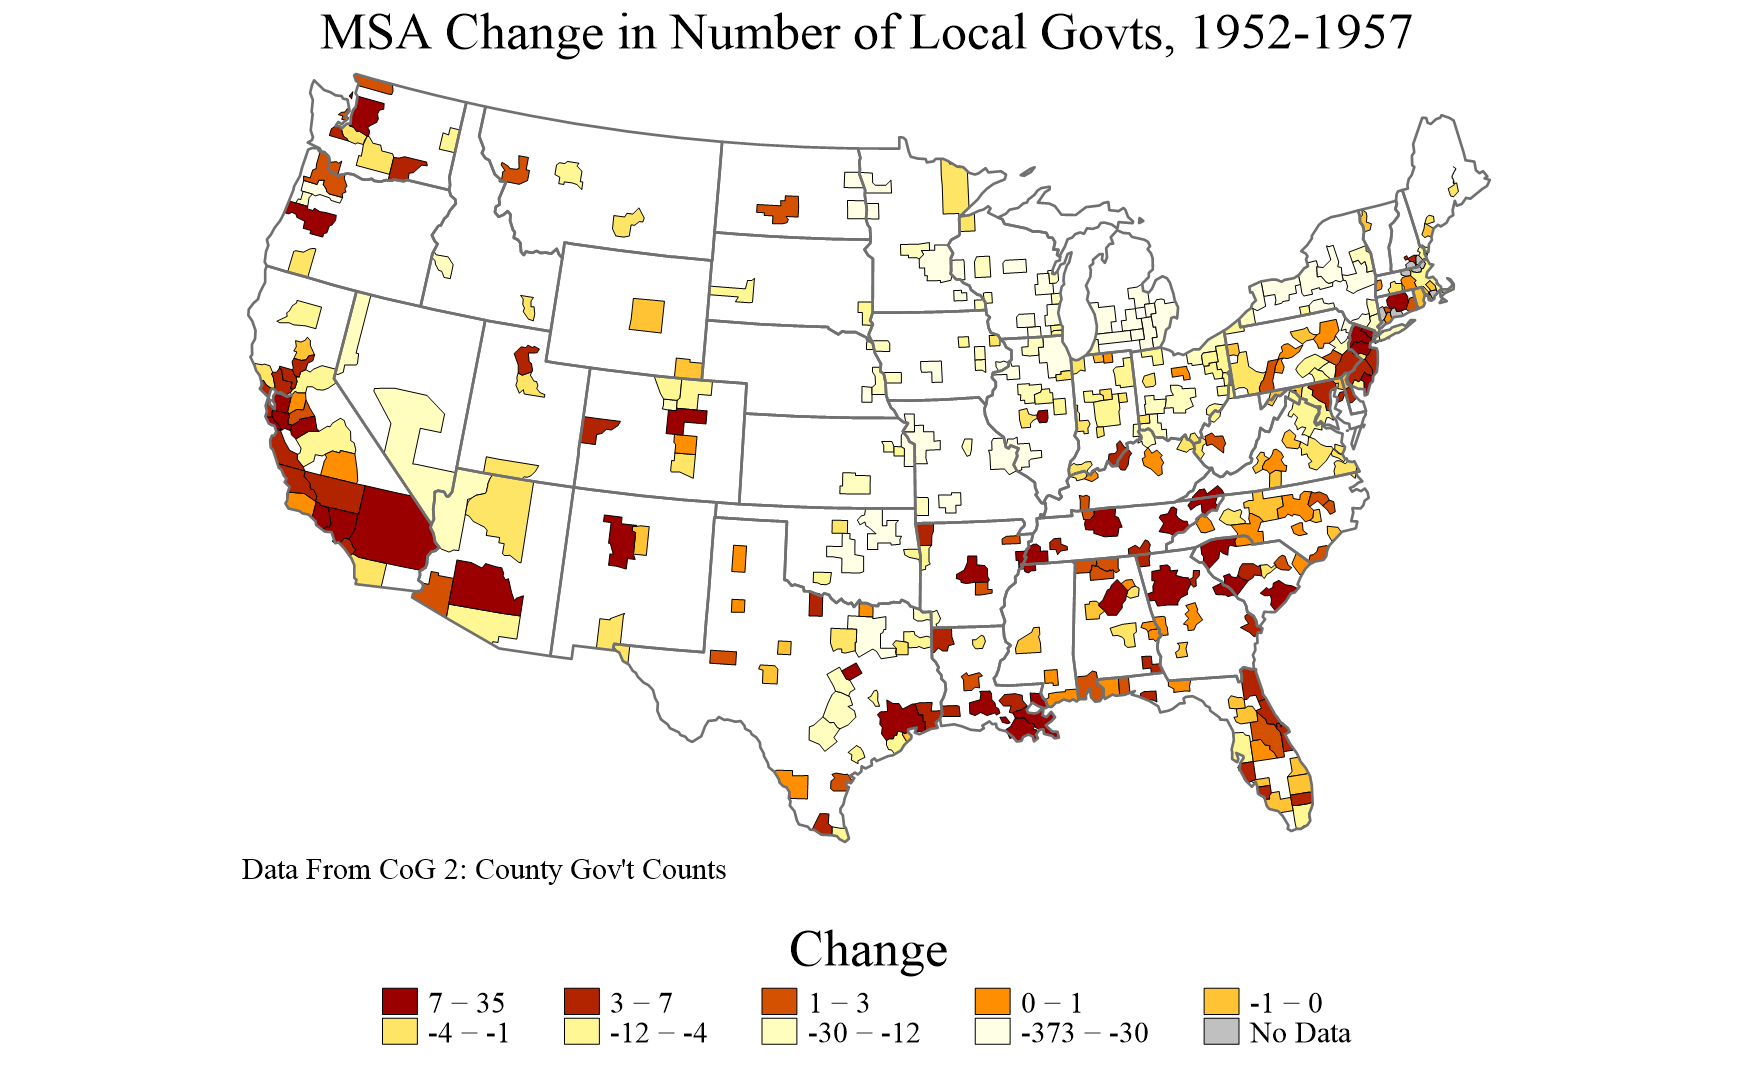 MSA Change in Number of Local Govts, 1952-1957
Data From CoG 2: County Gov't Counts
Change
7 – 35 3 – 7 1 – 3 0 – 1 -1 – 0
-4 – -1 -12 – -4 -30 – -12 -373 – -30 No Data